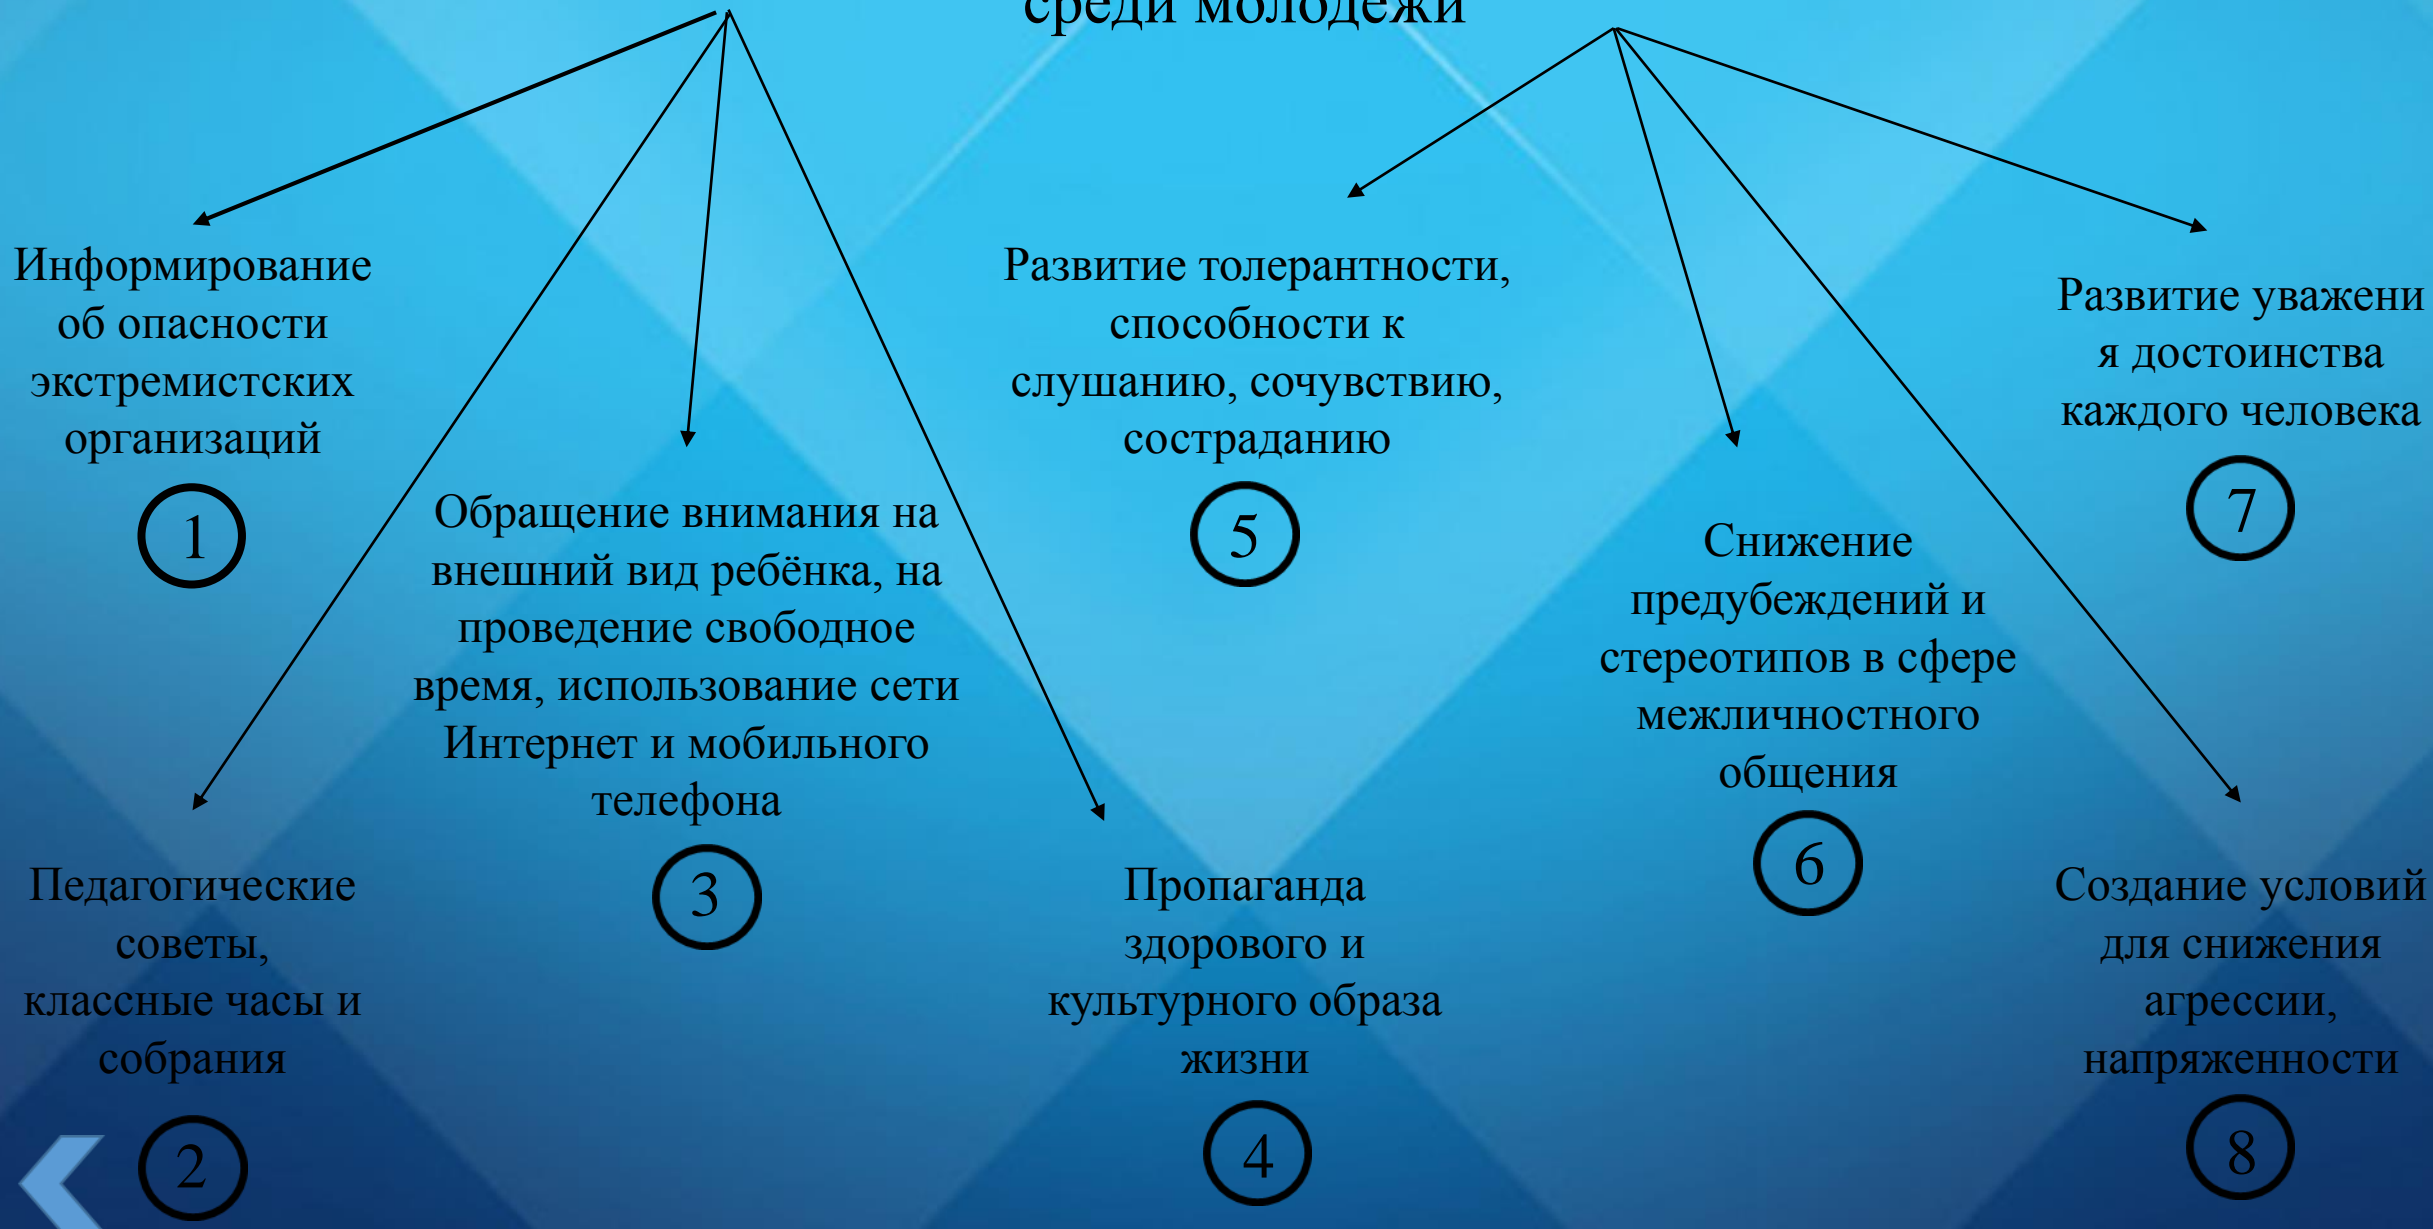 среди молодежи
Информирование
об опасности
экстремистских
организаций
1
Педагогические
советы,
классные часы и
собрания
2
Обращение внимания на
внешний вид ребёнка, на
проведение свободное
время, использование сети
Интернет и мобильного
телефона
3
Пропаганда
здорового и
культурного образа
жизни
4
Развитие толерантности,
способности к
слушанию, сочувствию,
состраданию
5
Снижение
предубеждений и
стереотипов в сфере
межличностного
общения
6
Развитие уважени
я достоинства
каждого человека
7
Создание условий
для снижения
агрессии,
напряженности
8